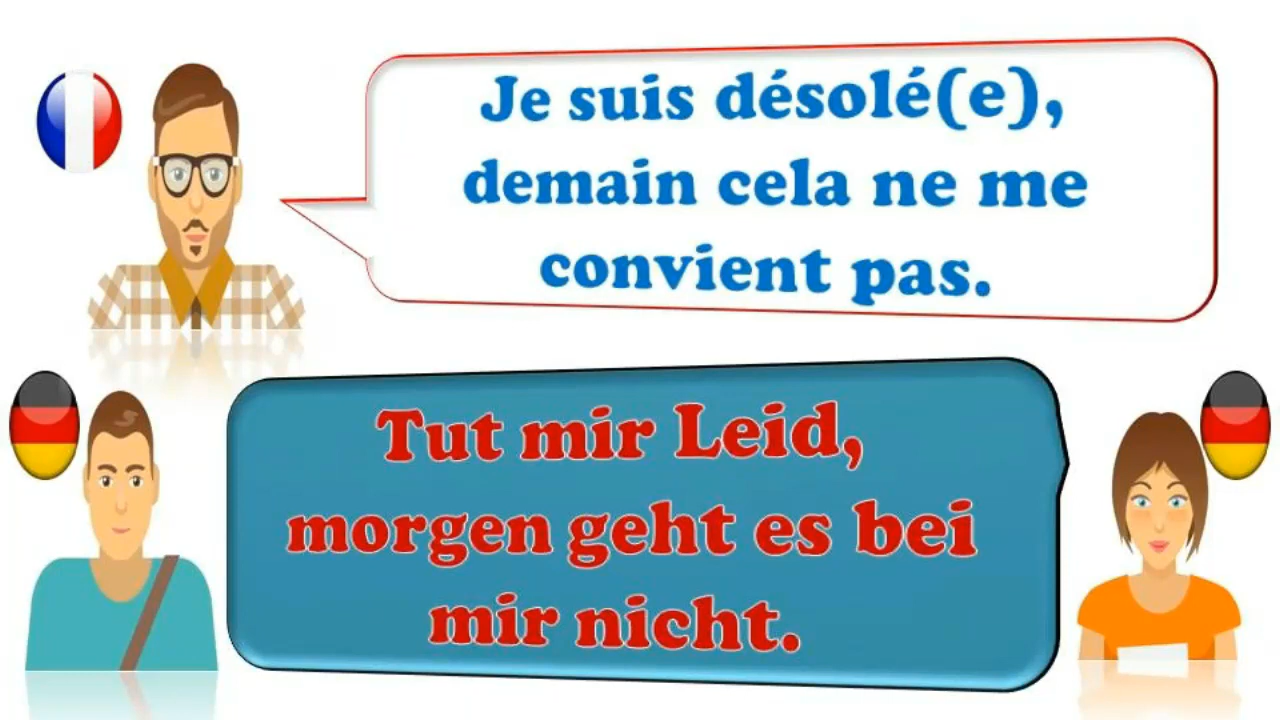 Je suis désolé(e),
demain cela ne me
convient pas.
Tut mir Leid,
morgen geht es bei
mir nicht.